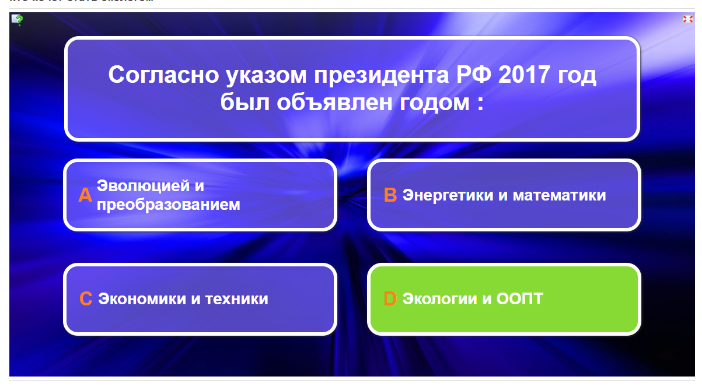 Согласно указом президента РФ 2017 год
был объявлен годом :
A Эволюцией и
преобразованием
B Энергетики и математики
C Экономики и техники
D Экологии и ООПТ